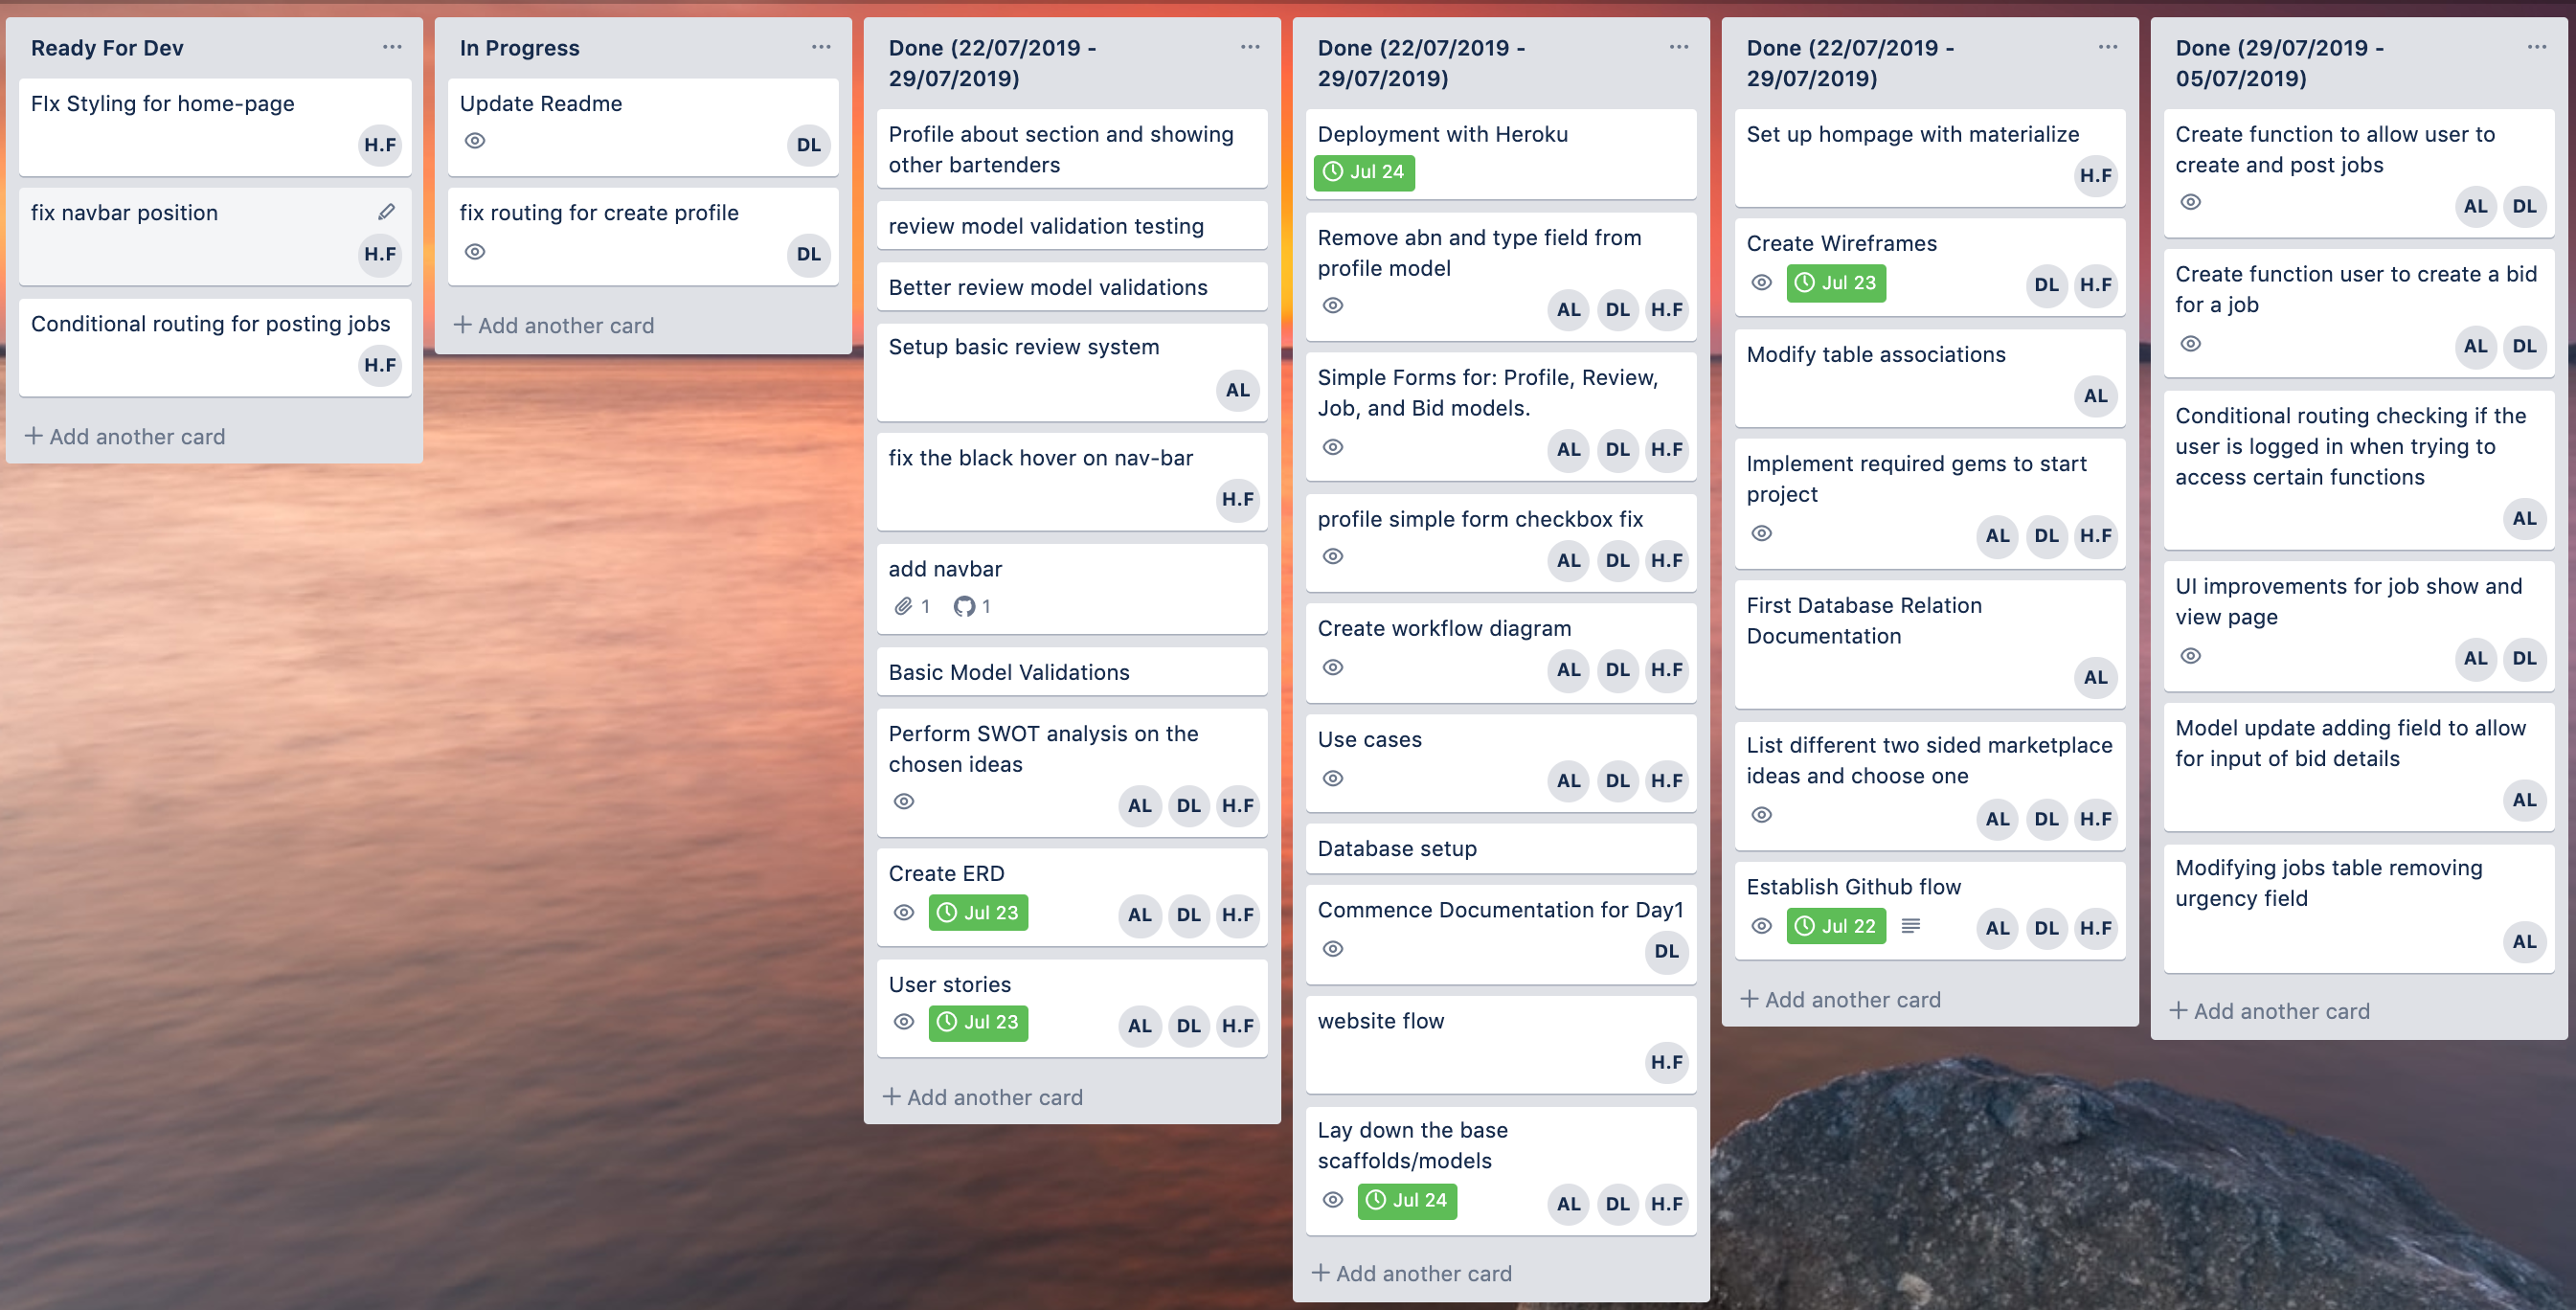 Ready For Dev
FIx Styling for home-page
H.F
fix navbar position
H.F
Conditional routing for posting jobs
H.F
Add another card
In Progress
Update Readme
DL
fix routing for create profile
DL
Add another card
Done (22/07/2019 -
29/07/2019)
Profile about section and showing
other bartenders
review model validation testing
Better review model validations
Setup basic review system
AL
fix the black hover on nav-bar
H.F
add navbar
1 1
Basic Model Validations
Perform SWOT analysis on the
chosen ideas
AL DL H.F
Create ERD
Jul 23 AL DL H.F
User stories
Jul 23 AL DL H.F
Add another card
Done (22/07/2019 -
29/07/2019)
Deployment with Heroku
Jul 24
Remove abn and type field from
profile model
AL DL H.F
Simple Forms for: Profile, Review,
Job, and Bid models.
AL DL H.F
profile simple form checkbox fix
AL DL H.F
Create workflow diagram
AL DL H.F
Use cases
AL DL H.F
Database setup
Commence Documentation for Day1
DL
website flow
H.F
Lay down the base
scaffolds/models
Jul 24 AL DL H.F
Add another card
Done (22/07/2019 -
29/07/2019)
Set up hompage with materialize
H.F
Create Wireframes
Jul 23 DL H.F
Modify table associations
AL
Implement required gems to start
project
AL DL H.F
First Database Relation
Documentation
AL
List different two sided marketplace
ideas and choose one
AL DL H.F
Establish Github flow
Jul 22 AL DL H.F
Add another card
Done (29/07/2019 -
05/07/2019)
Create function to allow user to
create and post jobs
AL DL
Create function user to create a bid
for a job
AL DL
Conditional routing checking if the
user is logged in when trying to
access certain functions
AL
UI improvements for job show and
view page
AL DL
Model update adding field to allow
for input of bid details
AL
Modifying jobs table removing
urgency field
AL
Add another card